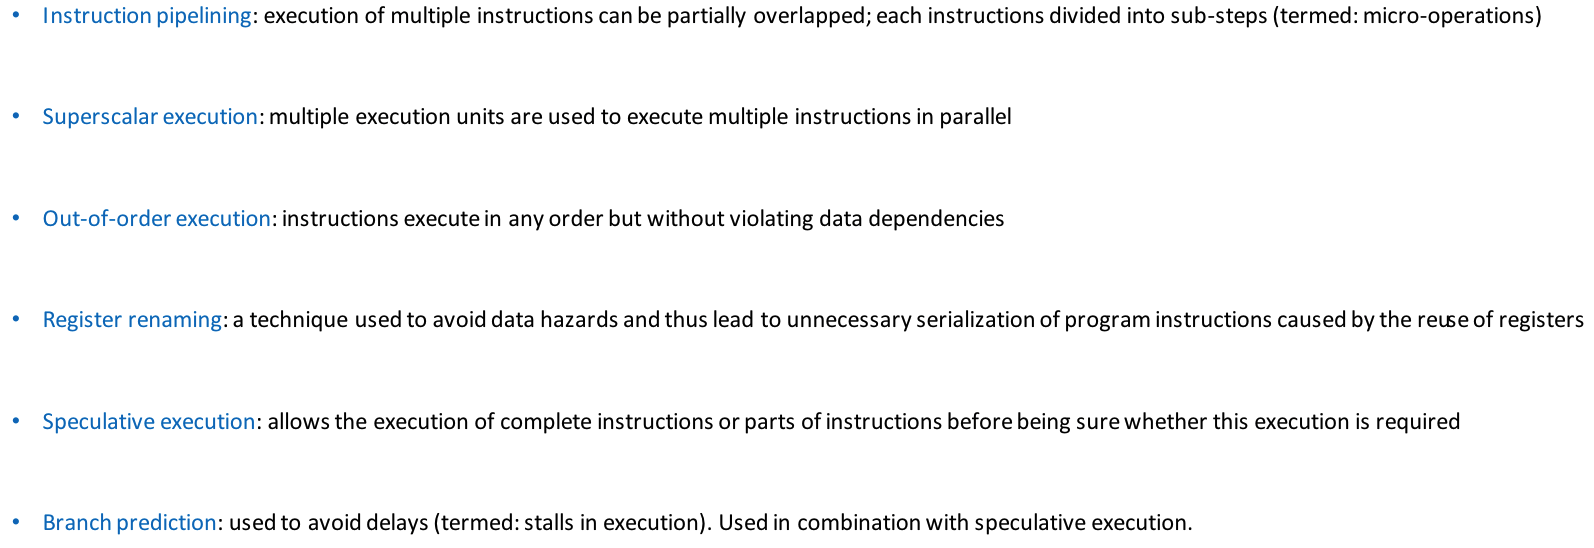 • Instruction pipelining: execution of multiple instructions can be partially overlapped; each instructions divided into sub-steps (termed: micro-operations)
• Superscalar execution: multiple execution units are used to execute multiple instructions in parallel
• Out-of-order execution: instructions execute in any order but without violating data dependencies
• Register renaming: a technique used to avoid data hazards and thus lead to unnecessary serialization of program instructions caused by the reuse of registers
• Speculative execution: allows the execution of complete instructions or parts of instructions before being sure whether this execution is required
• Branch prediction: used to avoid delays (termed: stalls in execution). Used in combination with speculative execution.